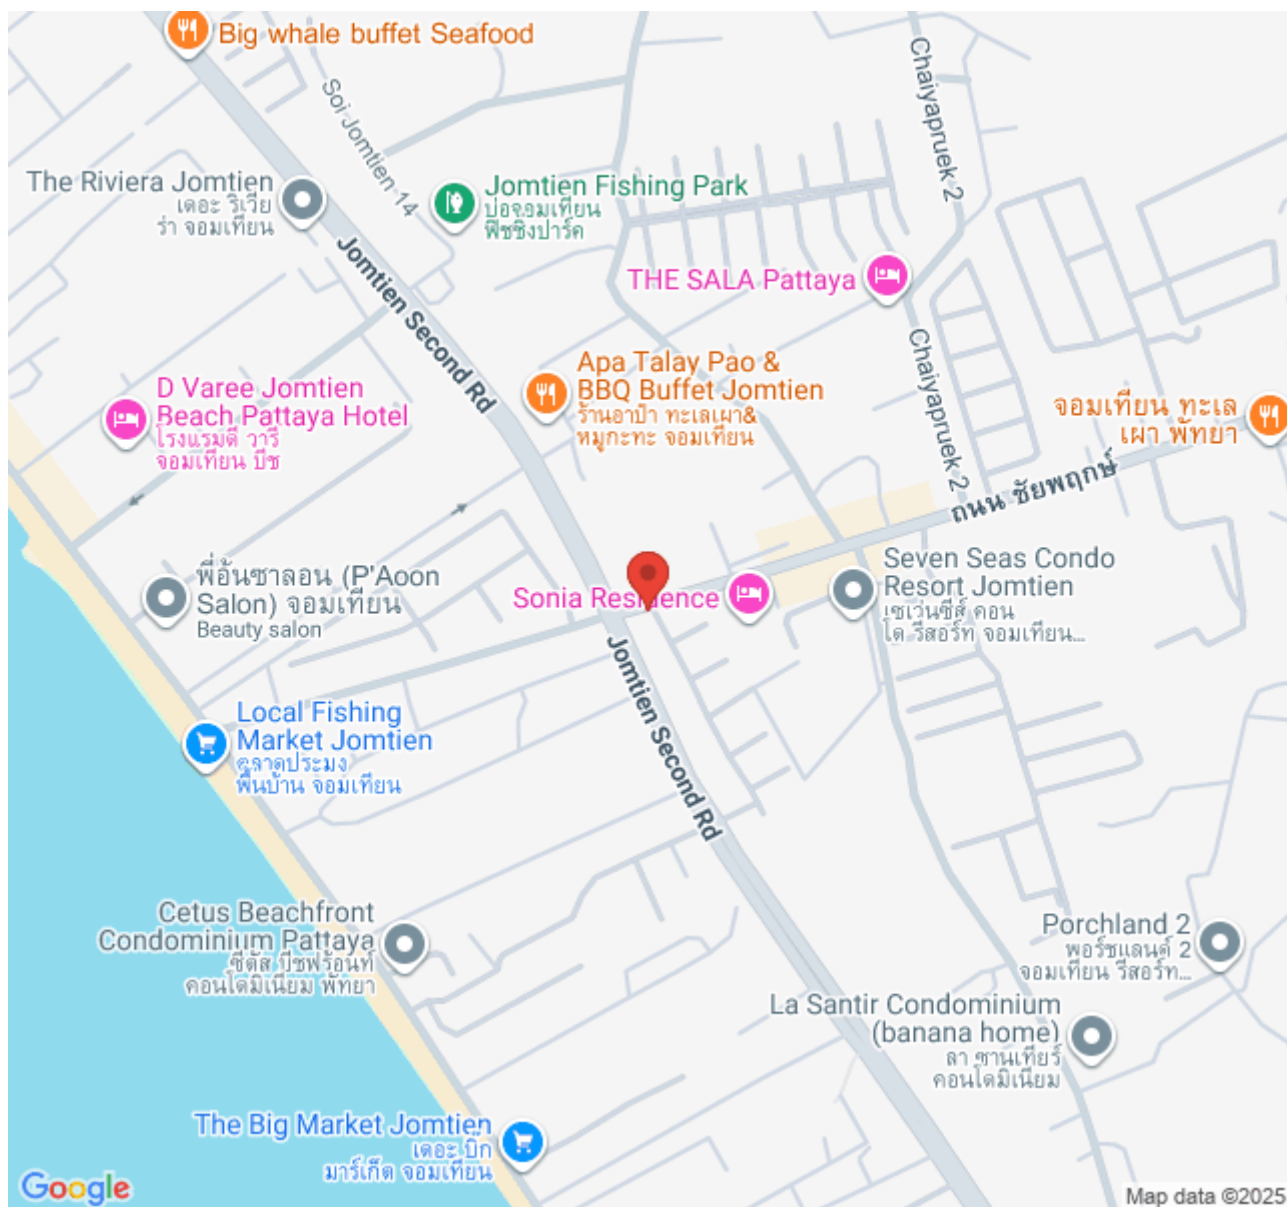 Big whale buffet Seafood
Chaiyapruek 2
Soi Jomtien 14
The Riviera Jomtien
เดอะ ริเวีย
ร่า จอมเทียน
Jomtien Fishing Park
บ่อจอมเทียน
ฟิชชิ่งปาร์ค
Jomtien Second Rd
THE SALA Pattaya
Chaiyapruek 2
Apa Talay Pao &
BBQ Buffet Jomtien
ร้านอาป๋า ทะเลเผา&
หมูกะทะ จอมเทียน
D Varee Jomtien
Beach Pattaya Hotel
โรงแรมดี วารี
จอมเทียน บีช
จอมเทียน ทะเล
เผา พัทยา
ถนน ชัยพฤกษ์
พี่อ้นซาลอน (P'Aoon
Salon) จอมเทียน
Beauty salon
Sonia Residence
Seven Seas Condo
Resort Jomtien
เซเว่นซีส์ คอน
โด รีสอร์ท จอมเทียน...
Jomtien Second Rd
Local Fishing
Market Jomtien
ตลาดประมง
พื้นบ้าน จอมเทียน
Cetus Beachfront
Condominium Pattaya
ซีตัส บีชฟร้อนท์
คอนโดมิเนียม พัทยา
Porchland 2
พอร์ชแลนด์ 2
จอมเทียน รีสอร์ท...
La Santir Condominium
(banana home)
ลา ซานเทียร์
คอนโดมิเนียม
The Big Market Jomtien
เดอะ บิ๊ก
มาร์เก็ต จอมเทียน
Google
Map data ©2025